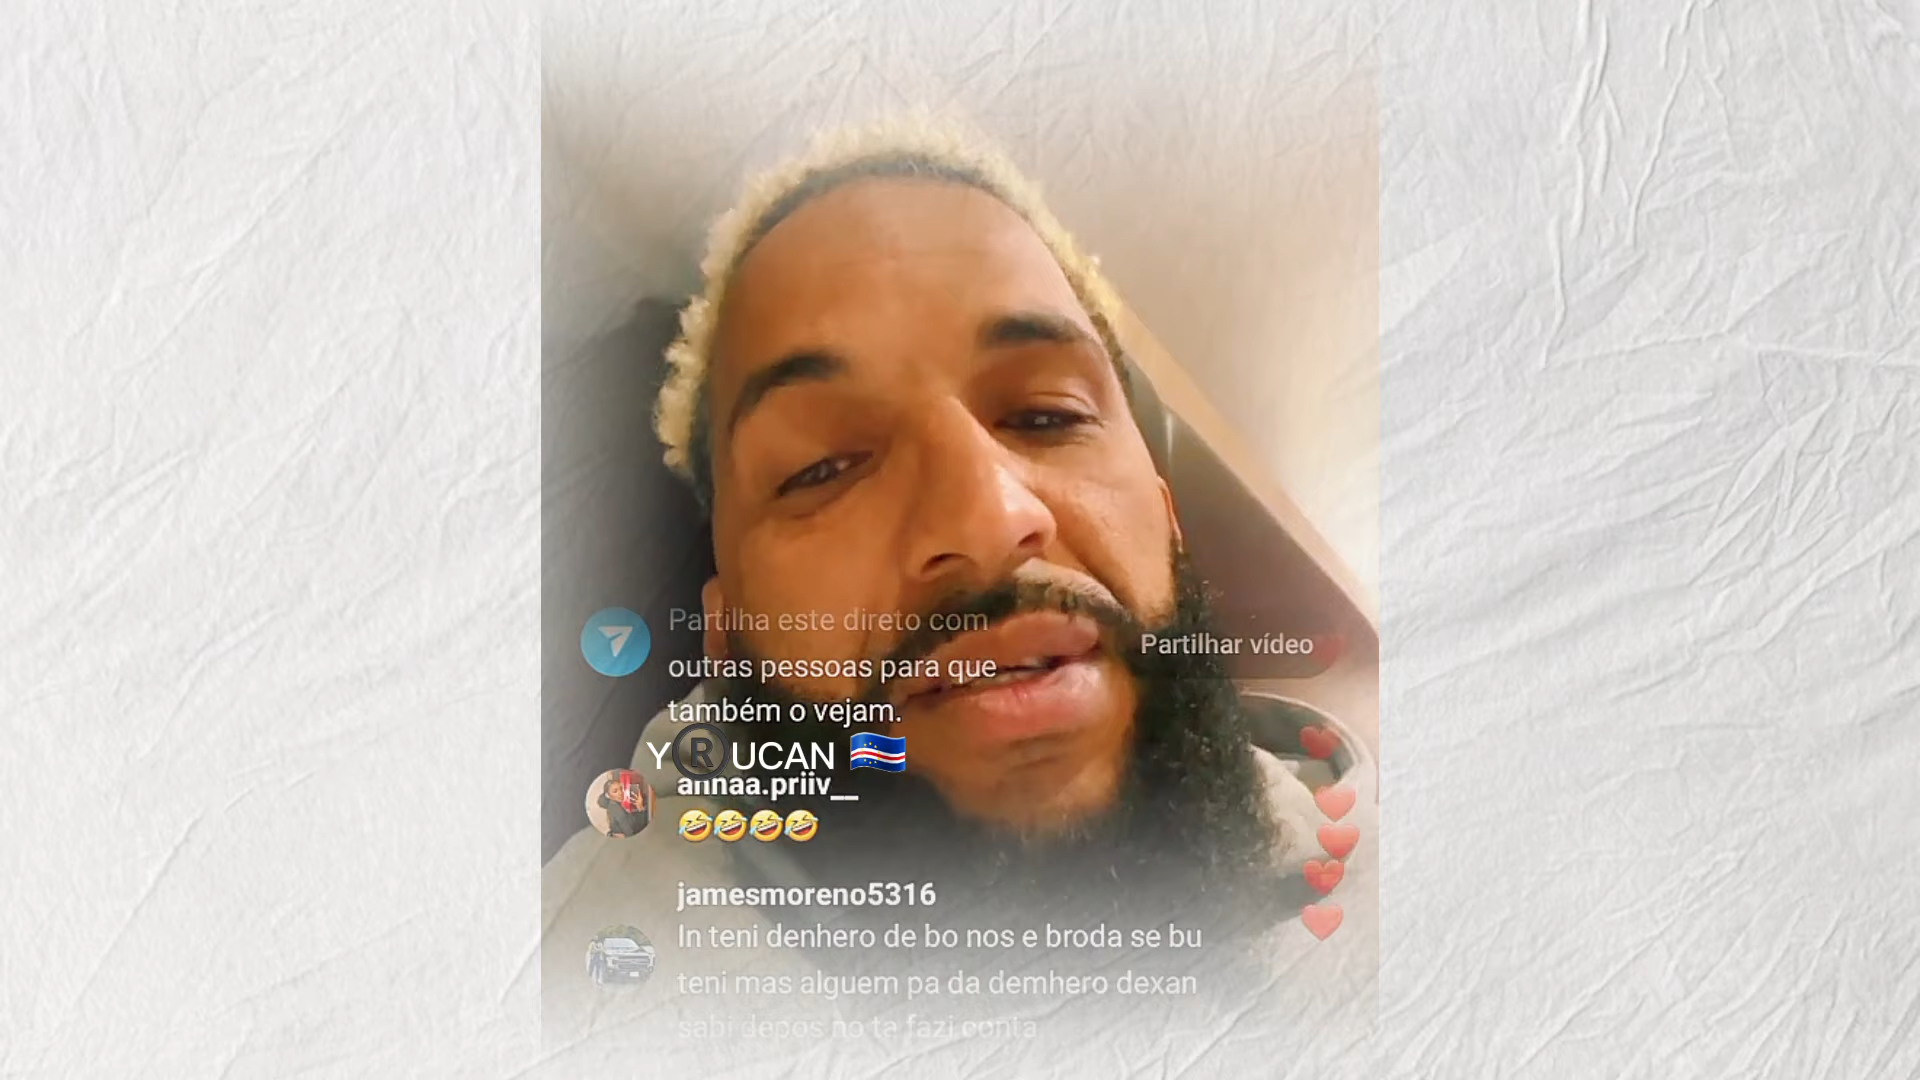 Partilha este direto com
outras pessoas para que
também o vejam.
Partilhar vídeo
Y®UCAN 🇨🇻
annaa.priiv__
🤣🤣🤣🤣
jamesmoreno5316
In teni denhero de bo nos e broda se bu
teni mas alguem pa da demhero dexan
sabi depos no ta fazi conta